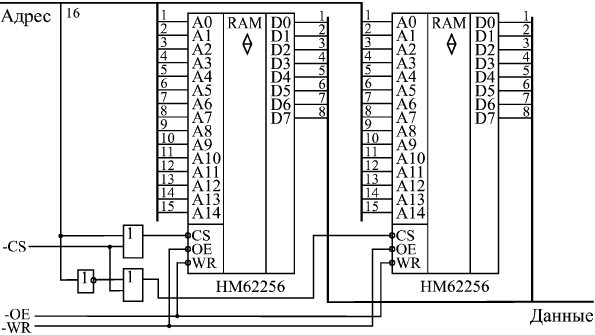 Адрес 16
1 A0 RAM D0 1
2 A1 D1 2
3 A2 D2 3
4 A3 D3 4
5 A4 D4 5
6 A5 D5 6
7 A6 D6 7
8 A7 D7 8
9 A8
10 A9
11 A10
12 A11
13 A12
14 A13
15 A14
CS
OE
WR
HM62256
1 A0 RAM D0 1
2 A1 D1 2
3 A2 D2 3
4 A3 D3 4
5 A4 D4 5
6 A5 D5 6
7 A6 D6 7
8 A7 D7 8
9 A8
10 A9
11 A10
12 A11
13 A12
14 A13
15 A14
CS
OE
WR
HM62256
1
-CS
1 1
-OE
-WR
Данные